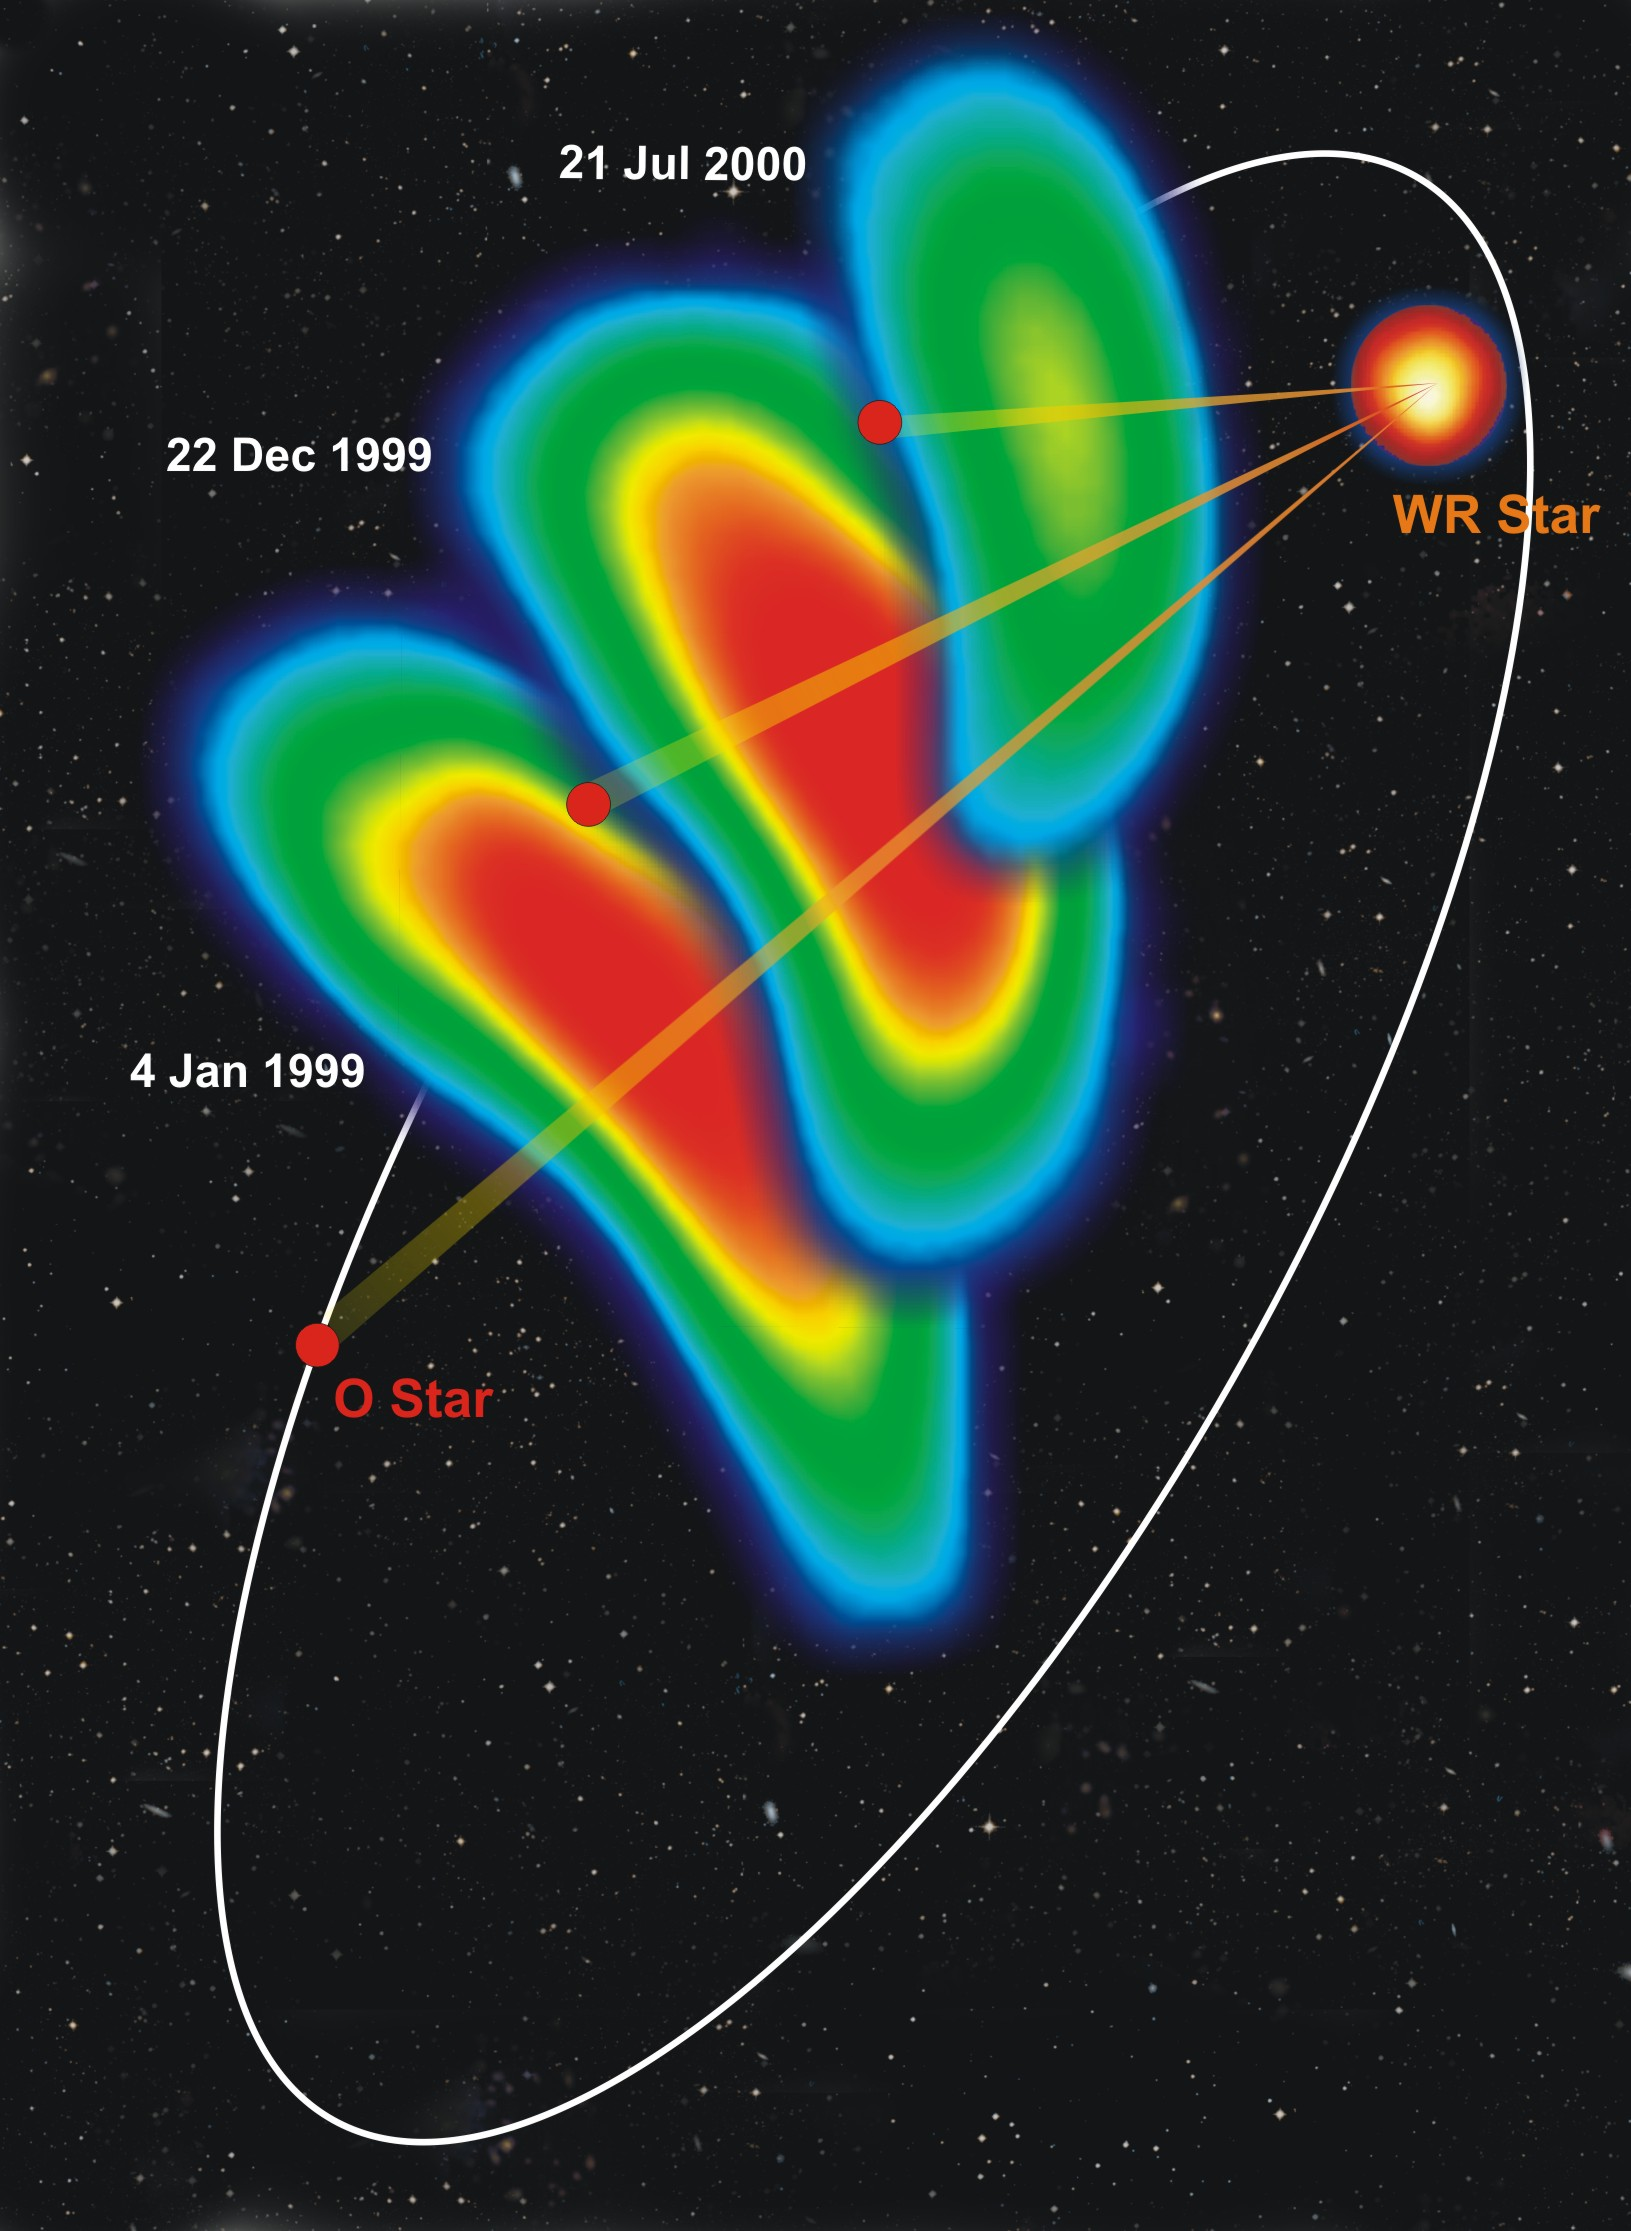 21 Jul 2000
22 Dec 1999
WR Star
4 Jan 1999
O Star